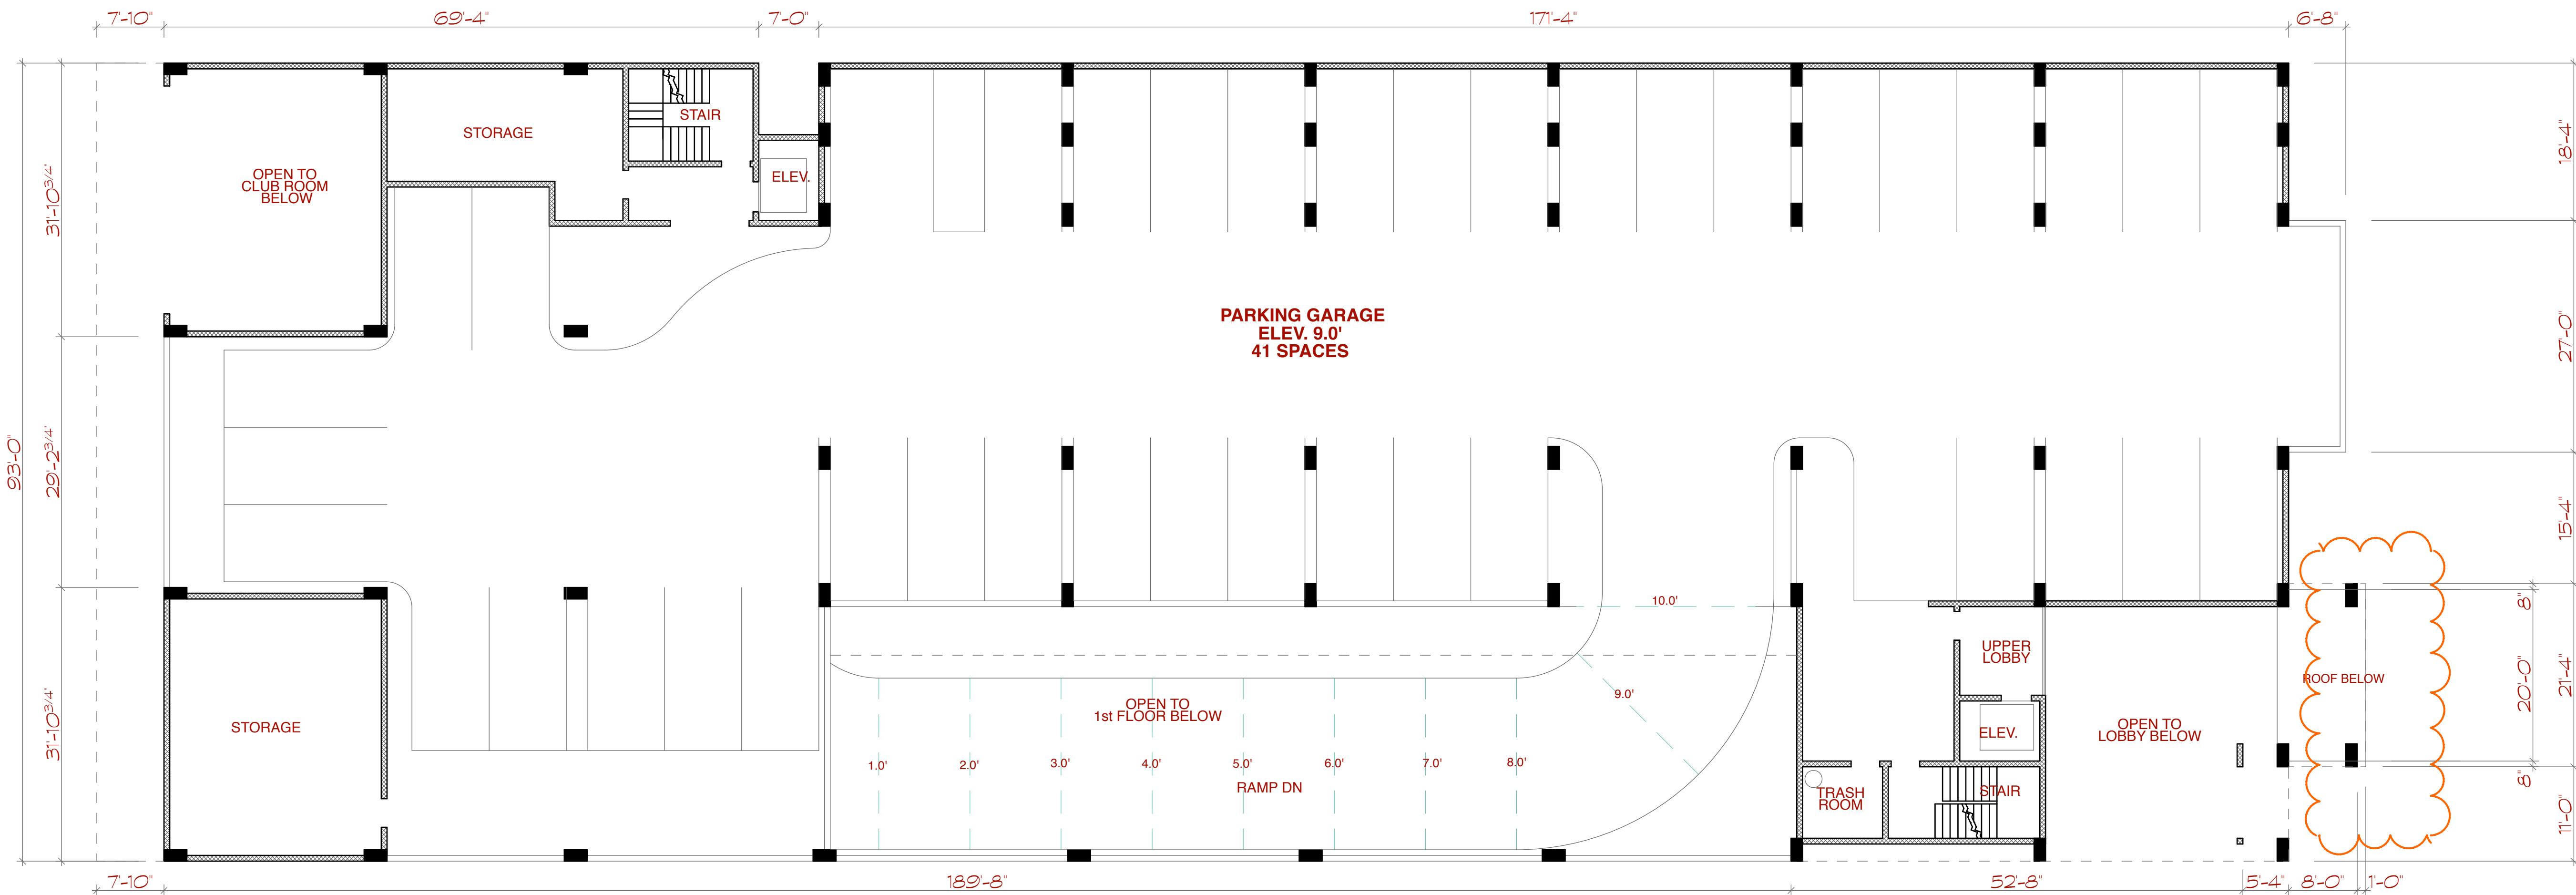 7'-10"
69'-4"
7'-0"
171'-4"
6'-8"
STAIR
STORAGE
18'-4"
OPEN TO
CLUB ROOM
BELOW
ELEV.
31'-10 3/4"
PARKING GARAGE
ELEV. 9.0'
41 SPACES
27'-0"
93'-0"
29'-2 3/4"
15'-4"
10.0'
8"
UPPER
LOBBY
ROOF BELOW
9.0'
20'-0"
21'-4"
31'-10 3/4"
STORAGE
OPEN TO
1st FLOOR BELOW
OPEN TO
LOBBY BELOW
ELEV.
1.0'
2.0'
3.0'
4.0'
5.0'
6.0'
7.0'
8.0'
8"
RAMP DN
TRASH
ROOM
STAIR
11'-0"
7'-10"
189'-8"
52'-8"
5'-4"
8'-0"
1'-0"